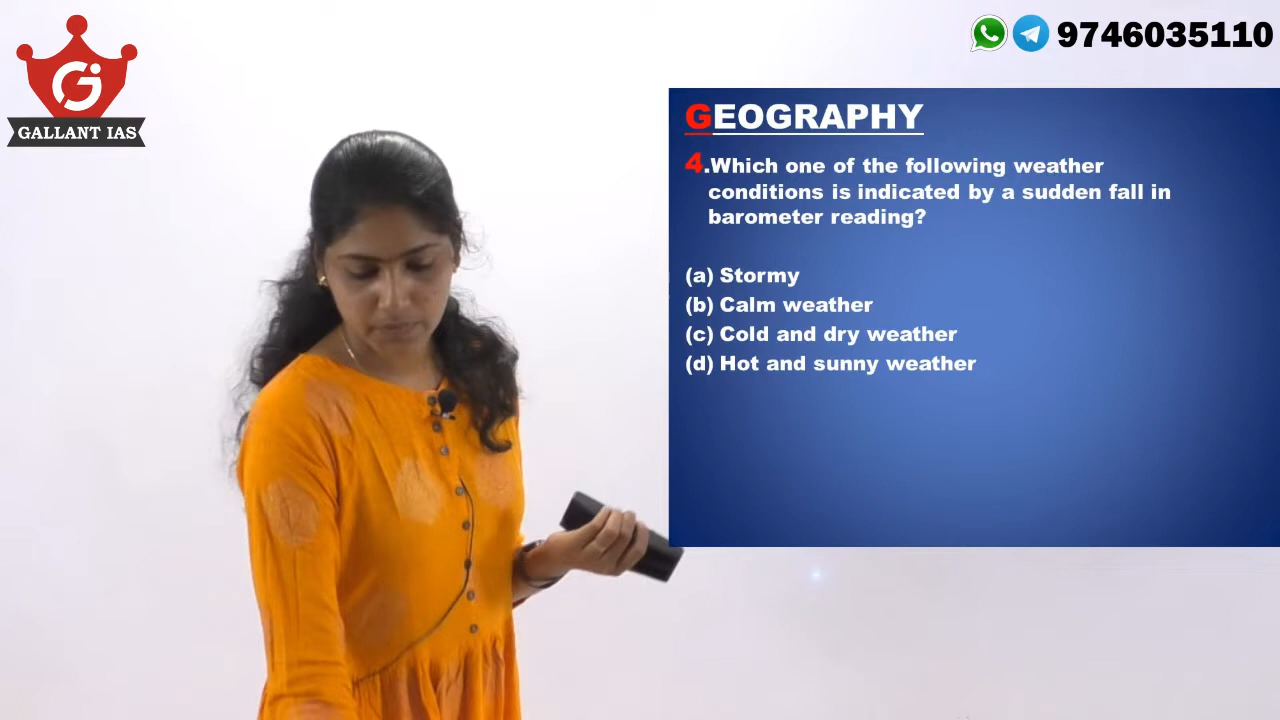 GALLANT IAS
9746035110
GEOGRAPHY
4.Which one of the following weather
conditions is indicated by a sudden fall in
barometer reading?
(a) Stormy
(b) Calm weather
(c) Cold and dry weather
(d) Hot and sunny weather